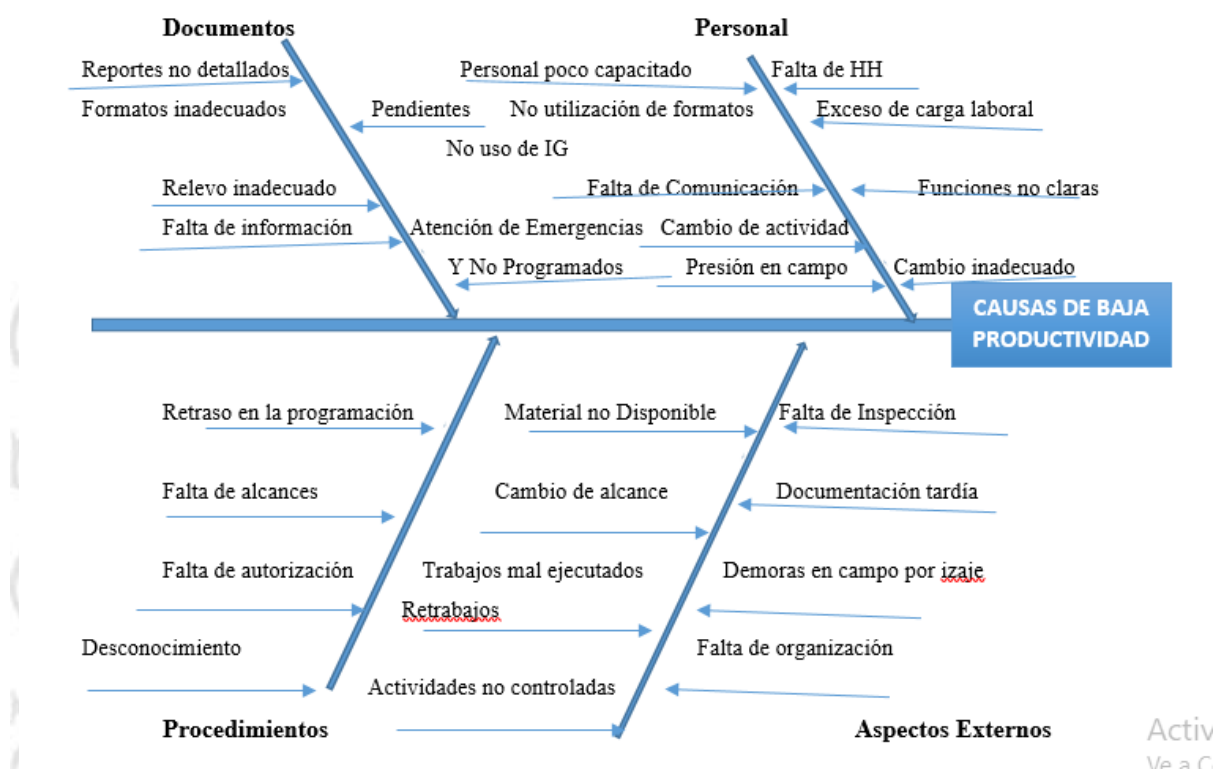 Documentos Personal
Reportes no detallados Personal poco capacitado Falta de HH
Formatos inadecuados Pendientes No utilización de formatos Exceso de carga laboral
No uso de IG
Relevo inadecuado Falta de Comunicación Funciones no claras
Falta de información Atención de Emergencias Cambio de actividad
Y No Programados Presión en campo Cambio inadecuado
CAUSAS DE BAJA
PRODUCTIVIDAD
Retraso en la programación Material no Disponible Falta de Inspección
Falta de alcances Cambio de alcance Documentación tardía
Falta de autorización Trabajos mal ejecutados Demoras en campo por izaje
Retrabajos
Desconocimiento Falta de organización
Actividades no controladas
Procedimientos Aspectos Externos
Activ
Ve a C